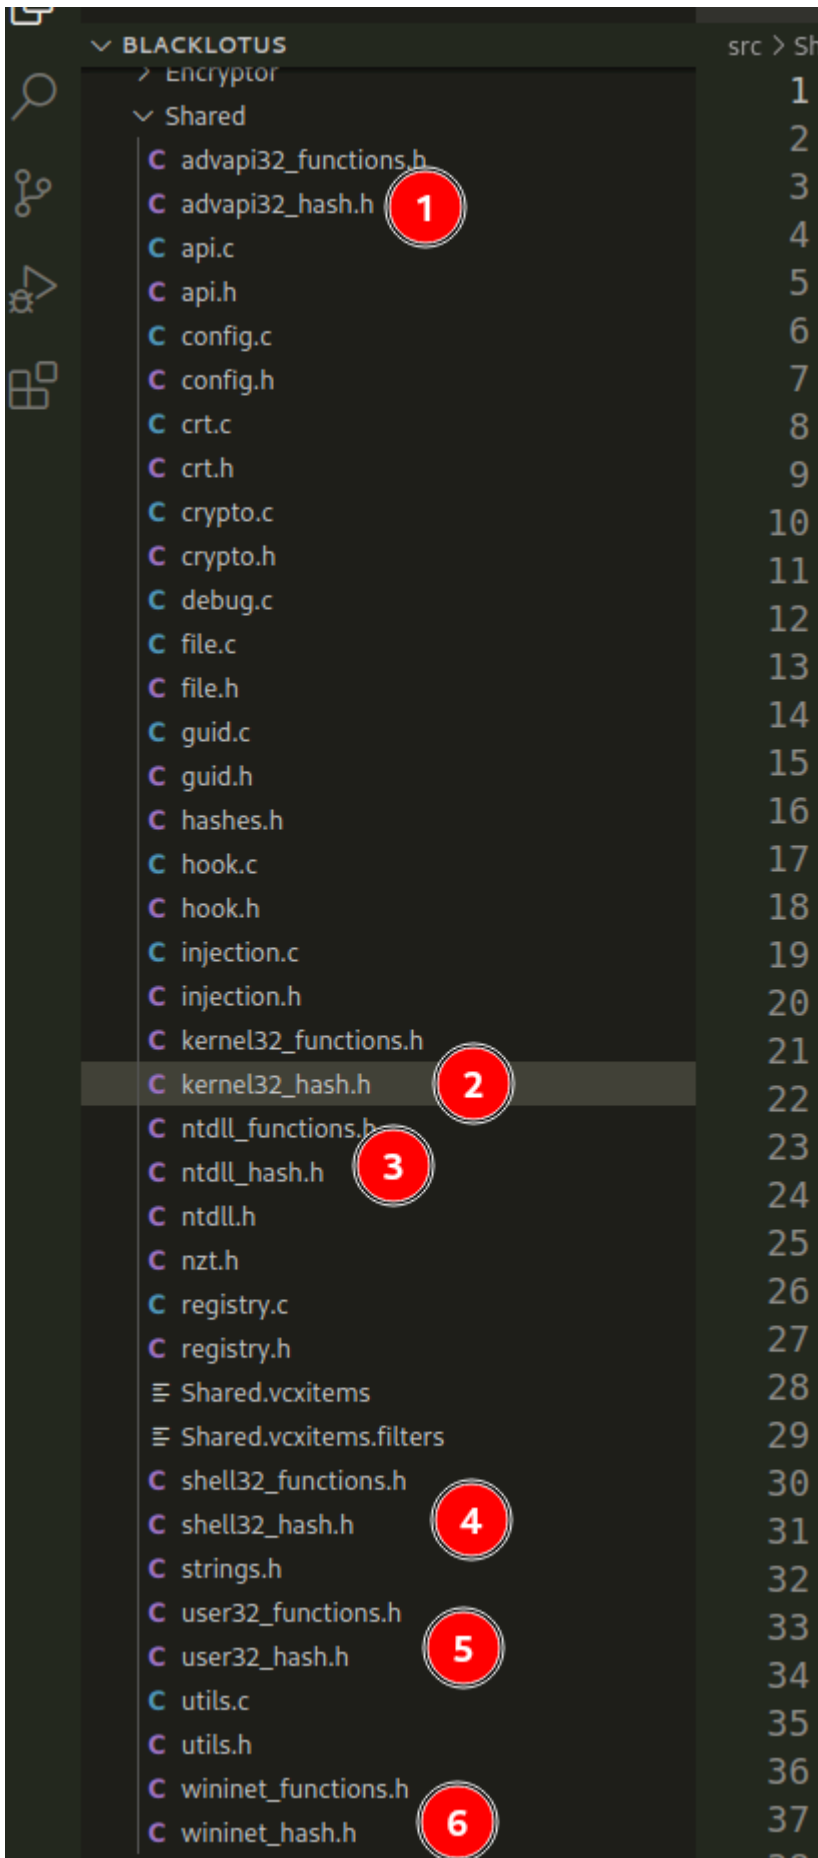 BLACKLOTUS
src > Sh
Encryptor
Shared
advapi32_functions.h
advapi32_hash.h
1
api.c
api.h
config.c
config.h
crt.c
crt.h
crypto.c
crypto.h
debug.c
file.c
file.h
guid.c
guid.h
hashes.h
hook.c
hook.h
injection.c
injection.h
kernel32_functions.h
kernel32_hash.h
2
ntdll_functions.h
ntdll_hash.h
3
ntdll.h
nzt.h
registry.c
registry.h
Shared.vcxitems
Shared.vcxitems.filters
shell32_functions.h
shell32_hash.h
4
strings.h
user32_functions.h
user32_hash.h
5
utils.c
utils.h
wininet_functions.h
wininet_hash.h
6
1
2
3
4
5
6
7
8
9
10
11
12
13
14
15
16
17
18
19
20
21
22
23
24
25
26
27
28
29
30
31
32
33
34
35
36
37